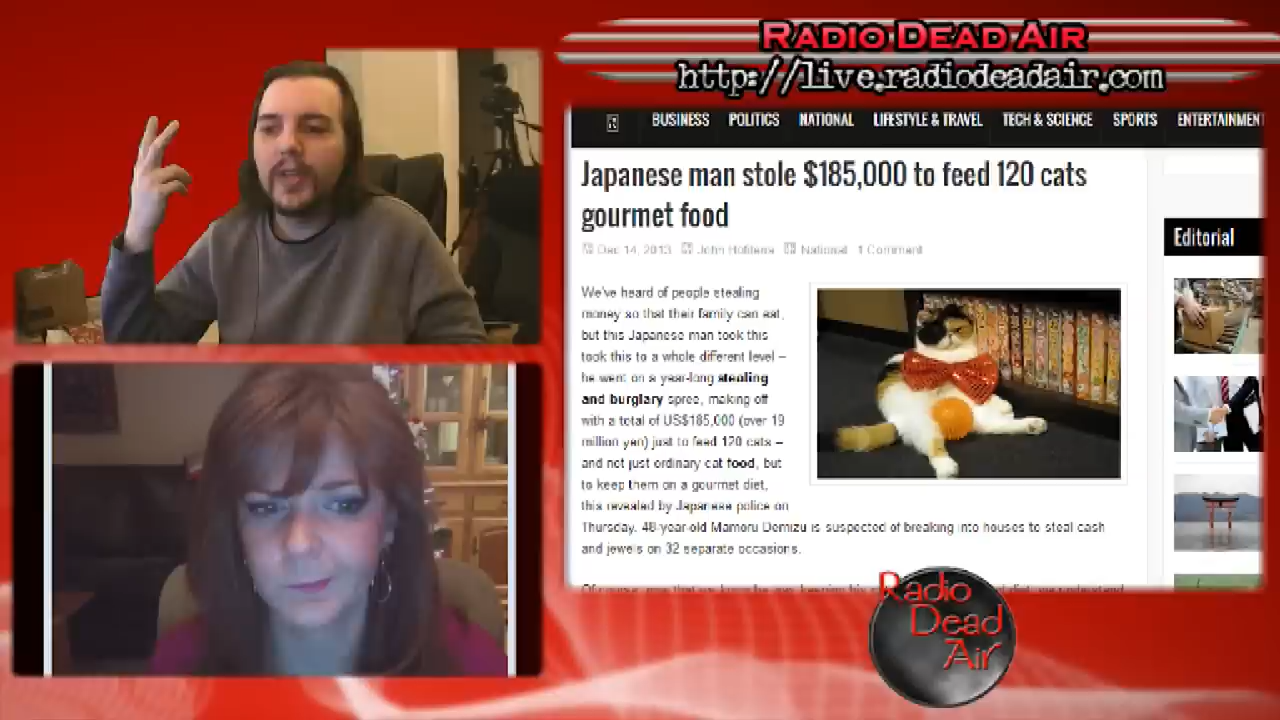 RADIO DEAD AIR
http://live.radiodeadair.com
BUSINESS POLITICS NATIONAL LIFESTYLE & TRAVEL TECH & SCIENCE SPORTS ENTERTAINMENT
Japanese man stole $185,000 to feed 120 cats
gourmet food
Dec 14, 2013 National 1 Comment
Editorial
We've heard of people stealing
money so that their family can eat,
but this Japanese man took this
took this to a whole different level –
he went on a year-long stealing
and burglary spree, making off
with a total of US$185,000 (over 19
million yen) just to feed 120 cats –
and not just ordinary cat food, but
to keep them on a gourmet diet,
this revealed by Japanese police on
Thursday. 48-year-old Mamoru Demizu is suspected of breaking into houses to steal cash
and jewels on 32 separate occasions.
Radio
Dead
Air